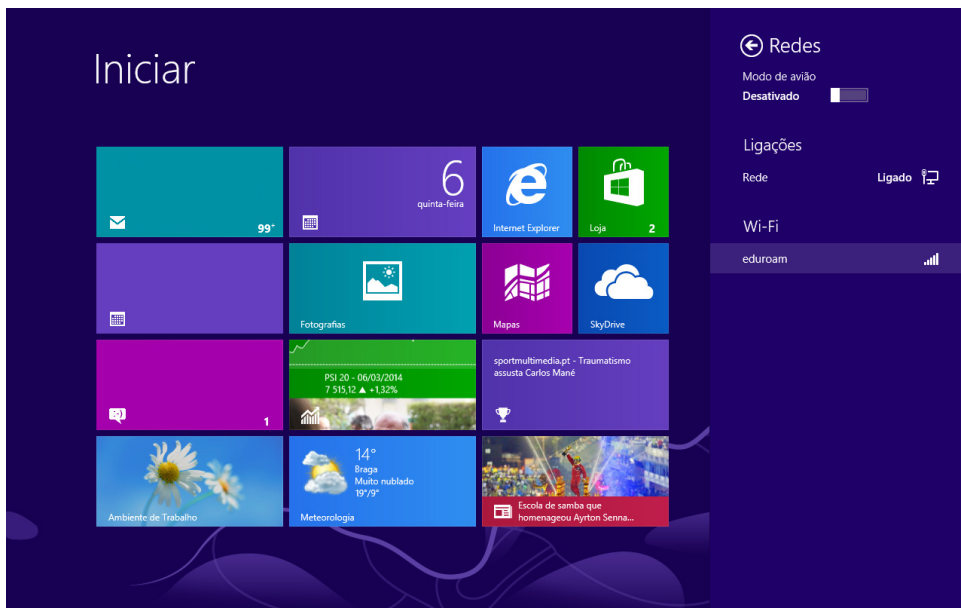 Iniciar
99+
6
quinta-feira
Internet Explorer
Loja
2
Fotografias
Mapas
SkyDrive
1
PSI 20 - 06/03/2014
7 515,12 ▲ +1,32%
sportmultimedia.pt - Traumatismo
assusta Carlos Mané
Ambiente de Trabalho
14°
Braga
Muito nublado
19°/9°
Meteorologia
Escola de samba que
homenageou Ayrton Senna...
Redes
Modo de avião
Desativado
Ligações
Rede Ligado
Wi-Fi
eduroam